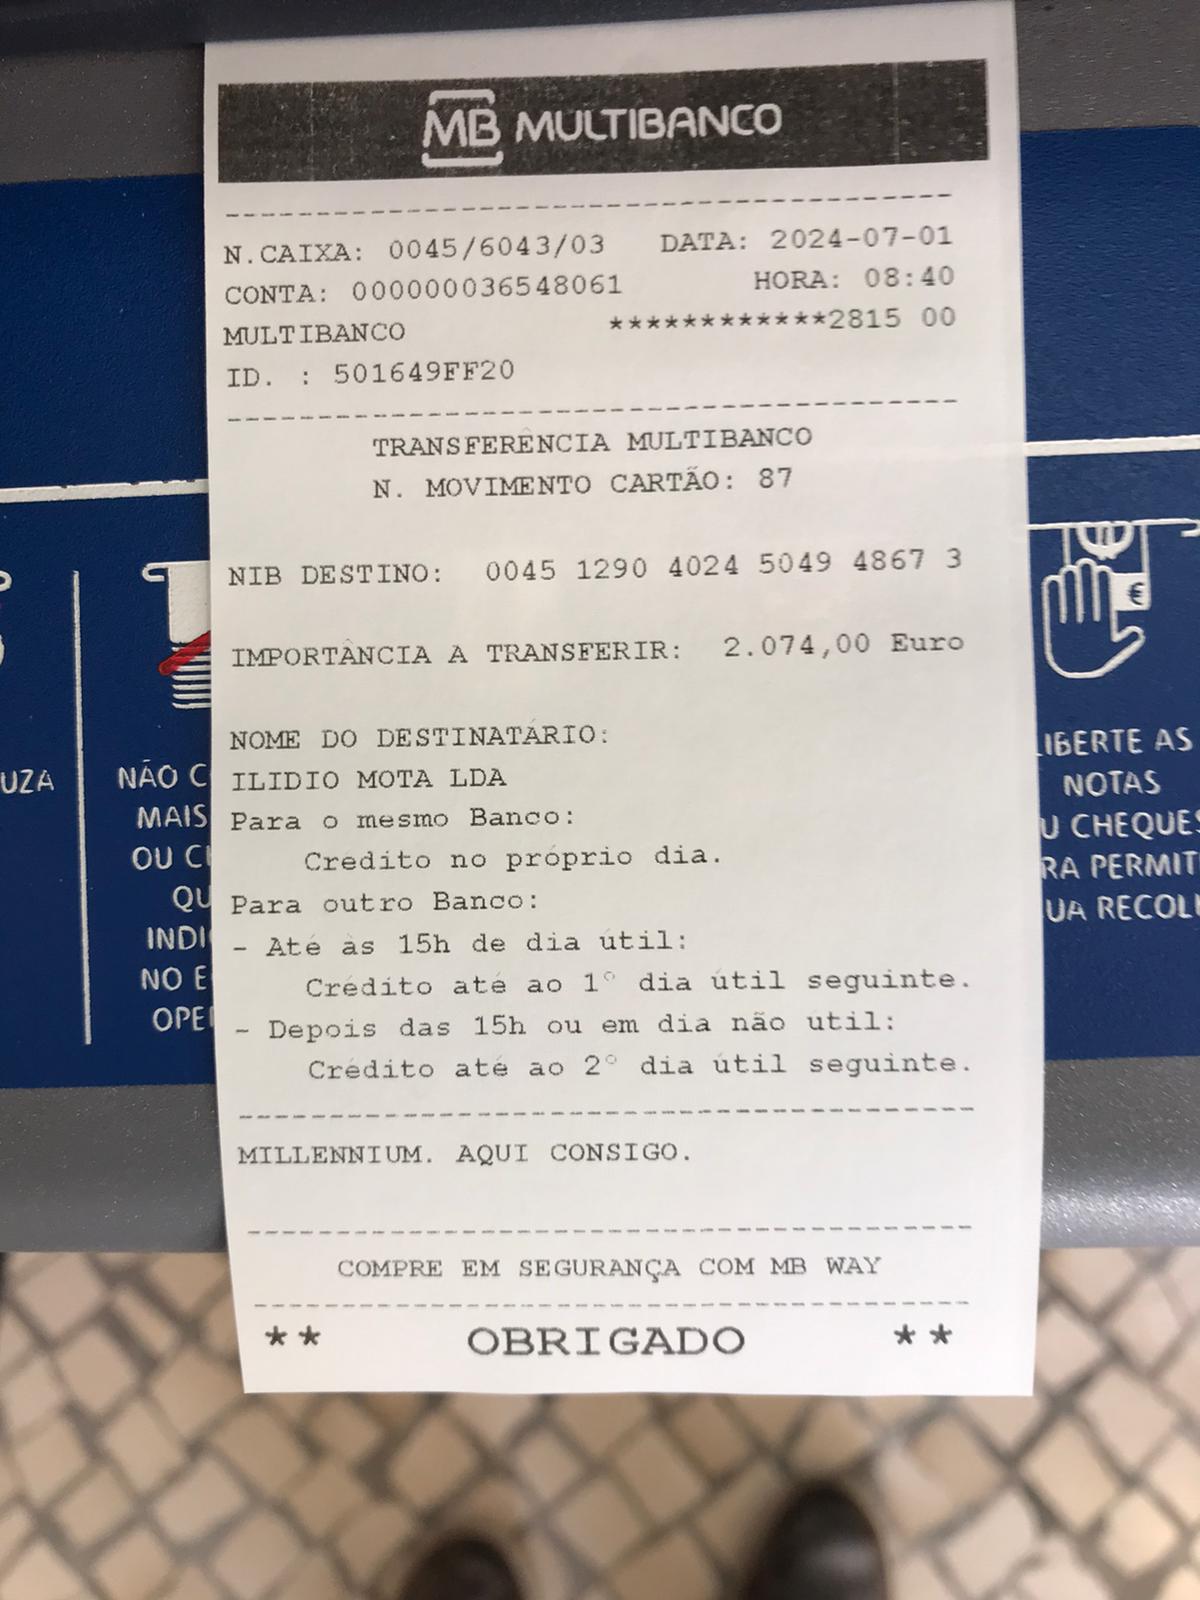 MB MULTIBANCO
N.CAIXA: 0045/6043/03 DATA: 2024-07-01
CONTA: 000000036548061 HORA: 08:40
MULTIBANCO ************2815 00
ID. : 501649FF20
TRANSFERÊNCIA MULTIBANCO
N. MOVIMENTO CARTÃO: 87
NIB DESTINO: 0045 1290 4024 5049 4867 3
IMPORTÂNCIA A TRANSFERIR: 2.074,00 Euro
NOME DO DESTINATÁRIO:
ILIDIO MOTA LDA
Para o mesmo Banco:
Crédito no próprio dia.
Para outro Banco:
- Até às 15h de dia útil:
Crédito até ao 1º dia útil seguinte.
- Depois das 15h ou em dia não útil:
Crédito até ao 2º dia útil seguinte.
MILLENNIUM. AQUI CONSIGO.
COMPRE EM SEGURANÇA COM MB WAY
** OBRIGADO **
UZA
NÃO C
MAIS
OU C
QU
INDI
NO E
OPE
IBERTE AS
NOTAS
U CHEQUES
RA PERMIT
UA RECOL